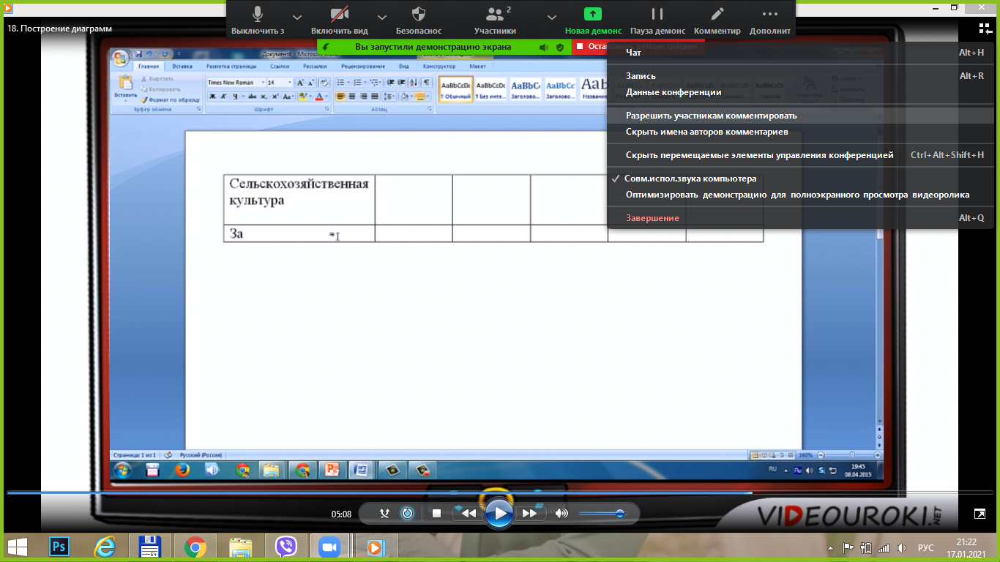 18. Построение диаграмм
Выключить з
Включить вид
Безопаснос
2
Участники
Новая демонс
Пауза демонс
Комментир
Дополнит
Вы запустили демонстрацию экрана
Чат Alt+H
Запись Alt+R
Данные конференции
Разрешить участникам комментировать
Скрыть имена авторов комментариев
Скрыть перемещаемые элементы управления конференцией Ctrl+Alt+Shift+H
Совм.испол.звука компьютера
Оптимизировать демонстрацию для полноэкранного просмотра видеоролика
Завершение Alt+Q
Главная Вставка Разметка страницы Ссылки Рассылки Рецензирование Вид Конструктор Макет
Вставить
Вырезать
Копировать
Формат по образцу
Буфер обмена
Times New Roman 14
Шрифт
Абзац
AaBbCcDc AaBbCcDc AaBbC AaBbCc AaB
¶ Обычный ¶ Без инте... Заголово... Заголово... Название
Сельскохозяйственная
культура
За
Страница: 1 из 1 Русский (Россия)
160%
RU
19:45
08.04.2015
05:08
VIDEOUROKI.NET
Ps
64
РУС
21:22
17.01.2021